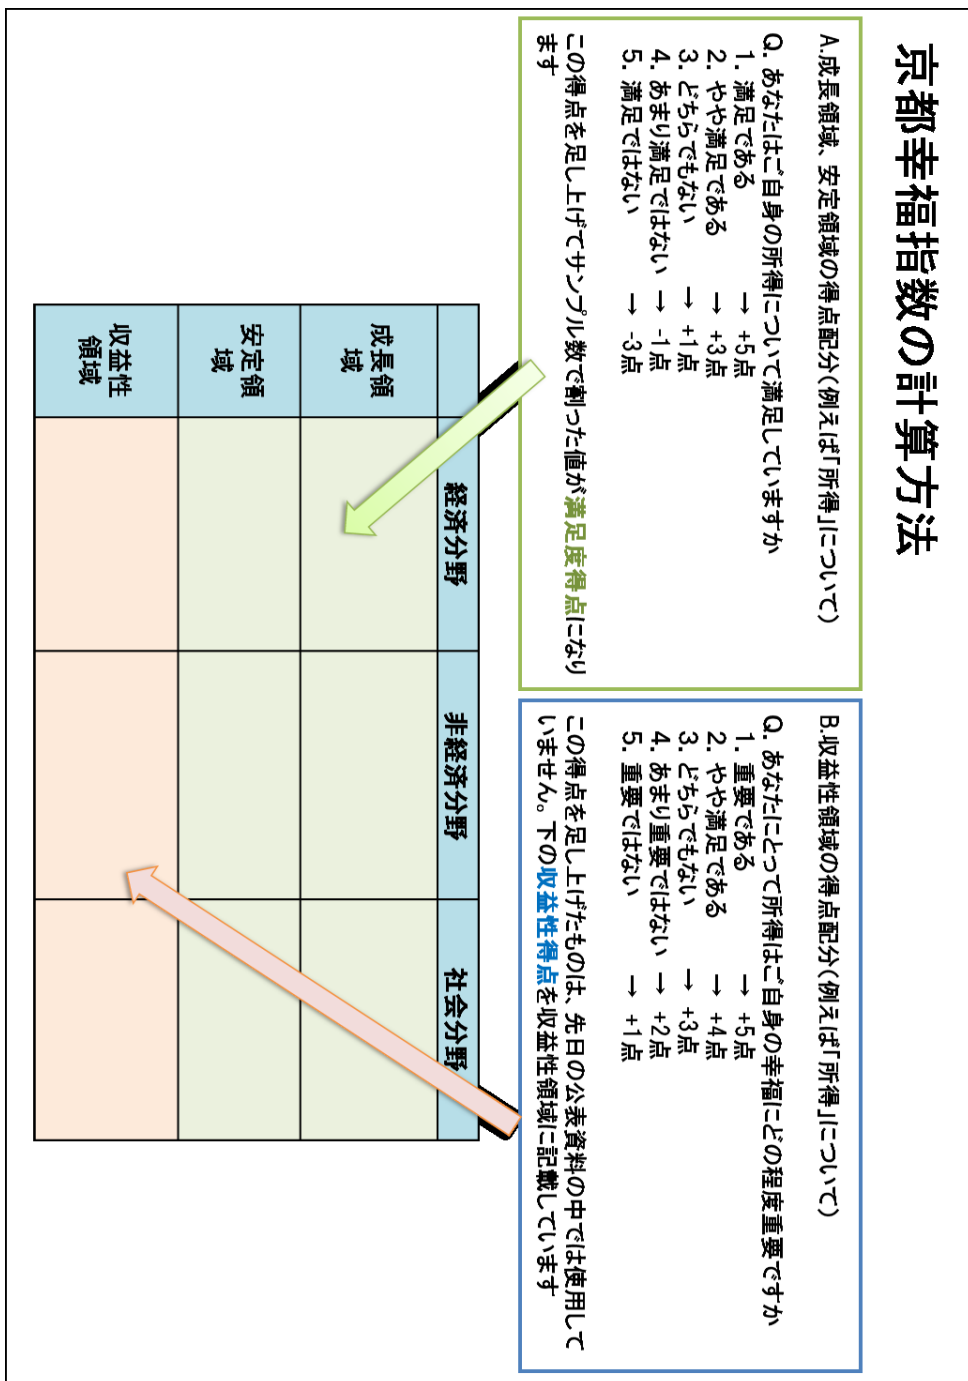 京都幸福指数の計算方法
A.成長領域、安定領域の得点配分(例えば「所得」について)
Q. あなたはご自身の所得について満足していますか
1. 満足である → +5点
2. やや満足である → +3点
3. どちらでもない → +1点
4. あまり満足ではない → -1点
5. 満足ではない → -3点
この得点を足し上げてサンプル数で割った値が満足度得点になり
ます
B.収益性領域の得点配分(例えば「所得」について)
Q. あなたにとって所得はご自身の幸福にどの程度重要ですか
1. 重要である → +5点
2. やや満足である → +4点
3. どちらでもない → +3点
4. あまり重要ではない → +2点
5. 重要ではない → +1点
この得点を足し上げたものは、先日の公表資料の中では使用して
いません。下の収益性得点を収益性領域に記載しています
経済分野 非経済分野 社会分野
成長領
域
安定領
域
収益性
領域